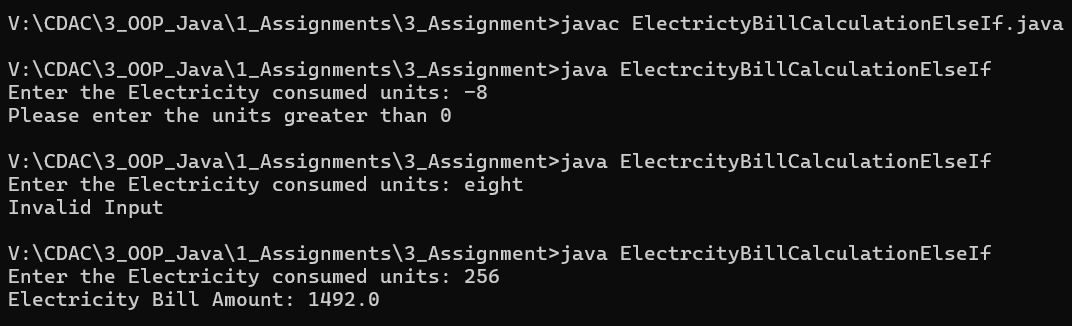 V:\CDAC\3_OOP_Java\1_Assignments\3_Assignment>javac ElectrictyBillCalculationElseIf.java
V:\CDAC\3_OOP_Java\1_Assignments\3_Assignment>java ElectrcityBillCalculationElseIf
Enter the Electricity consumed units: -8
Please enter the units greater than 0
V:\CDAC\3_OOP_Java\1_Assignments\3_Assignment>java ElectrcityBillCalculationElseIf
Enter the Electricity consumed units: eight
Invalid Input
V:\CDAC\3_OOP_Java\1_Assignments\3_Assignment>java ElectrcityBillCalculationElseIf
Enter the Electricity consumed units: 256
Electricity Bill Amount: 1492.0